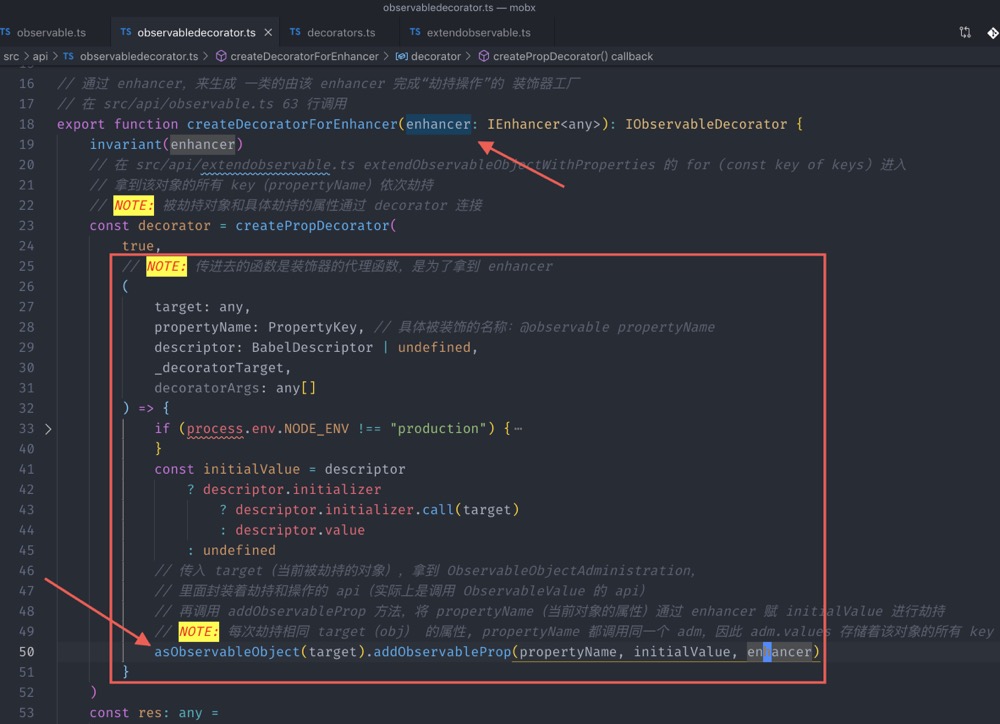 observabledecorator.ts — mobx
TS observable.ts TS observabledecorator.ts × TS decorators.ts TS extendobservable.ts
src > api > TS observabledecorator.ts > createDecoratorForEnhancer > decorator > createPropDecorator() callback
16 // 通过 enhancer，来生成 一类的由该 enhancer 完成“劫持操作”的 装饰器工厂
17 // 在 src/api/observable.ts 63 行调用
18 export function createDecoratorForEnhancer(enhancer: IEnhancer<any>): IObservableDecorator {
19 invariant(enhancer)
20 // 在 src/api/extendobservable.ts extendObservableObjectWithProperties 的 for (const key of keys) 进入
21 // 拿到该对象的所有 key（propertyName）依次劫持
22 // NOTE: 被劫持对象和具体劫持的属性通过 decorator 连接
23 const decorator = createPropDecorator(
24 true,
25 // NOTE: 传进去的函数是装饰器的代理函数，是为了拿到 enhancer
26 (
27 target: any,
28 propertyName: PropertyKey, // 具体被装饰的名称：@observable propertyName
29 descriptor: BabelDescriptor | undefined,
30 _decoratorTarget,
31 decoratorArgs: any[]
32 ) => {
33 if (process.env.NODE_ENV !== "production") {⋯
40 }
41 const initialValue = descriptor
42 ? descriptor.initializer
43 ? descriptor.initializer.call(target)
44 : descriptor.value
45 : undefined
46 // 传入 target（当前被劫持的对象），拿到 ObservableObjectAdministration，
47 // 里面封装着劫持和操作的 api（实际上是调用 ObservableValue 的 api）
48 // 再调用 addObservableProp 方法，将 propertyName（当前对象的属性）通过 enhancer 赋 initialValue 进行劫持
49 // NOTE: 每次劫持相同 target（obj） 的属性, propertyName 都调用同一个 adm，因此 adm.values 存储着该对象的所有 key
50 asObservableObject(target).addObservableProp(propertyName, initialValue, enhancer)
51 }
52 )
53 const res: any =